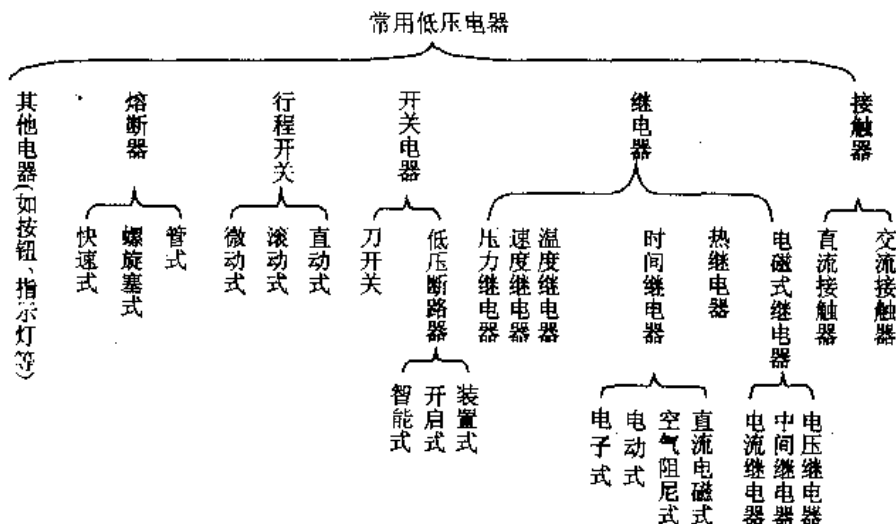 常用低压电器
其他电器(如按钮、指示灯等)
熔断器
行程开关
开关电器
继电器
接触器
快速式
螺旋塞式
管式
微动式
滚动式
直动式
刀开关
低压断路器
压力继电器
速度继电器
温度继电器
时间继电器
热继电器
电磁式继电器
直流接触器
交流接触器
智能式
开启式
装置式
电子式
电动式
空气阻尼式
直流电磁式
电流继电器
中间继电器
电压继电器